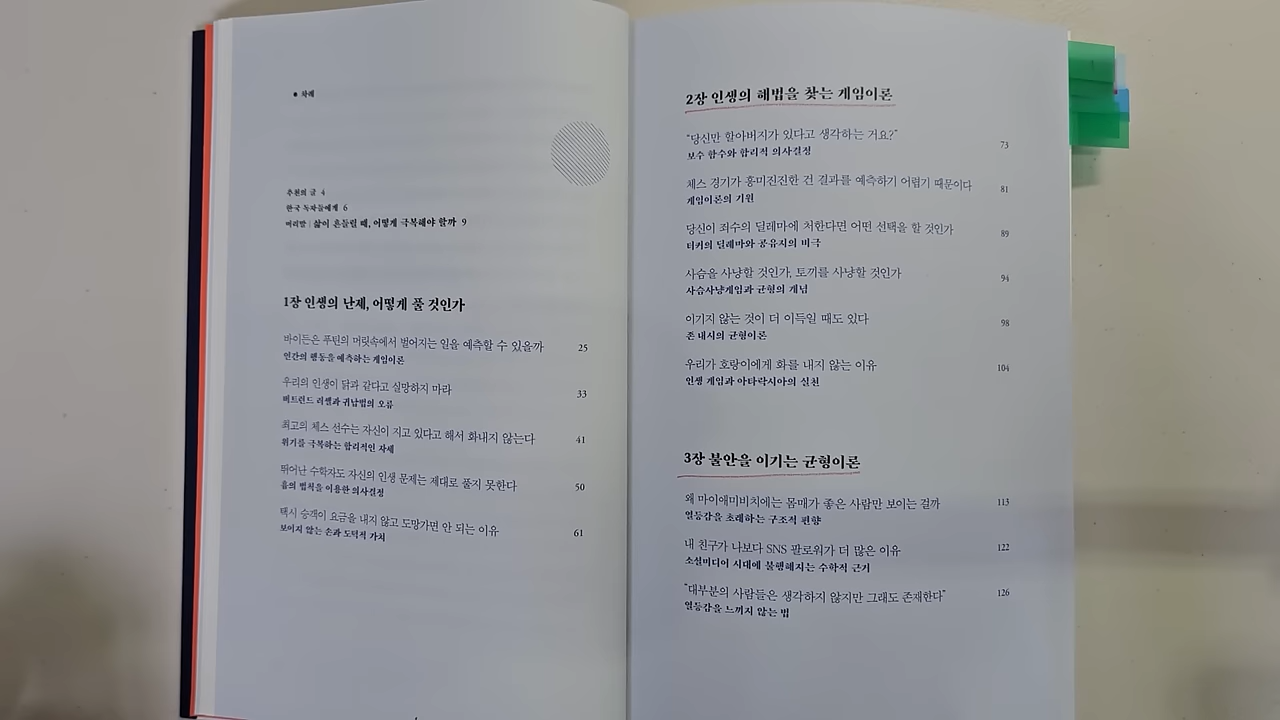 ● 차례
추천의 글 4
한국 독자들에게 6
머리말 | 삶이 흔들릴 때, 어떻게 극복해야 할까 9
1장 인생의 난제, 어떻게 풀 것인가
바이든은 푸틴의 머릿속에서 벌어지는 일을 예측할 수 있을까 25
인간의 행동을 예측하는 게임이론
우리의 인생이 닭과 같다고 실망하지 마라 33
버트런드 러셀과 귀납법의 오류
최고의 체스 선수는 자신이 지고 있다고 해서 화내지 않는다 41
위기를 극복하는 합리적인 자세
뛰어난 수학자도 자신의 인생 문제는 제대로 풀지 못한다 50
흄의 법칙을 이용한 의사결정
택시 승객이 요금을 내지 않고 도망가면 안 되는 이유 61
보이지 않는 손과 도덕적 가치
2장 인생의 해법을 찾는 게임이론
“당신만 할아버지가 있다고 생각하는 거요?” 73
보수 함수와 합리적 의사결정
체스 경기가 흥미진진한 건 결과를 예측하기 어렵기 때문이다 81
게임이론의 기원
당신이 죄수의 딜레마에 처한다면 어떤 선택을 할 것인가 89
터커의 딜레마와 공유지의 비극
사슴을 사냥할 것인가, 토끼를 사냥할 것인가 94
사슴사냥게임과 균형의 개념
이기지 않는 것이 더 이득일 때도 있다 98
존 내시의 균형이론
우리가 호랑이에게 화를 내지 않는 이유 104
인생 게임과 아타락시아의 실천
3장 불안을 이기는 균형이론
왜 마이애미비치에는 몸매가 좋은 사람만 보이는 걸까 113
열등감을 초래하는 구조적 편향
내 친구가 나보다 SNS 팔로워가 더 많은 이유 122
소셜미디어 시대에 불행해지는 수학적 근거
“대부분의 사람들은 생각하지 않지만 그래도 존재한다” 126
열등감을 느끼지 않는 법